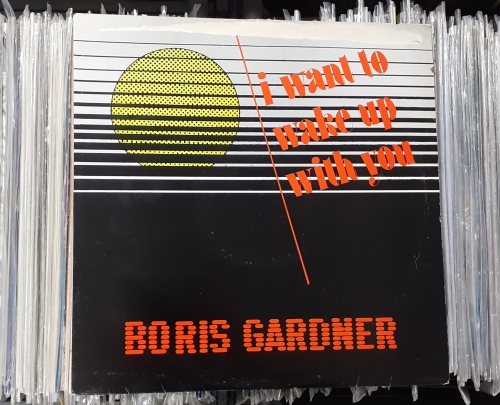 i want to
wake up
with you
BORIS GARDNER